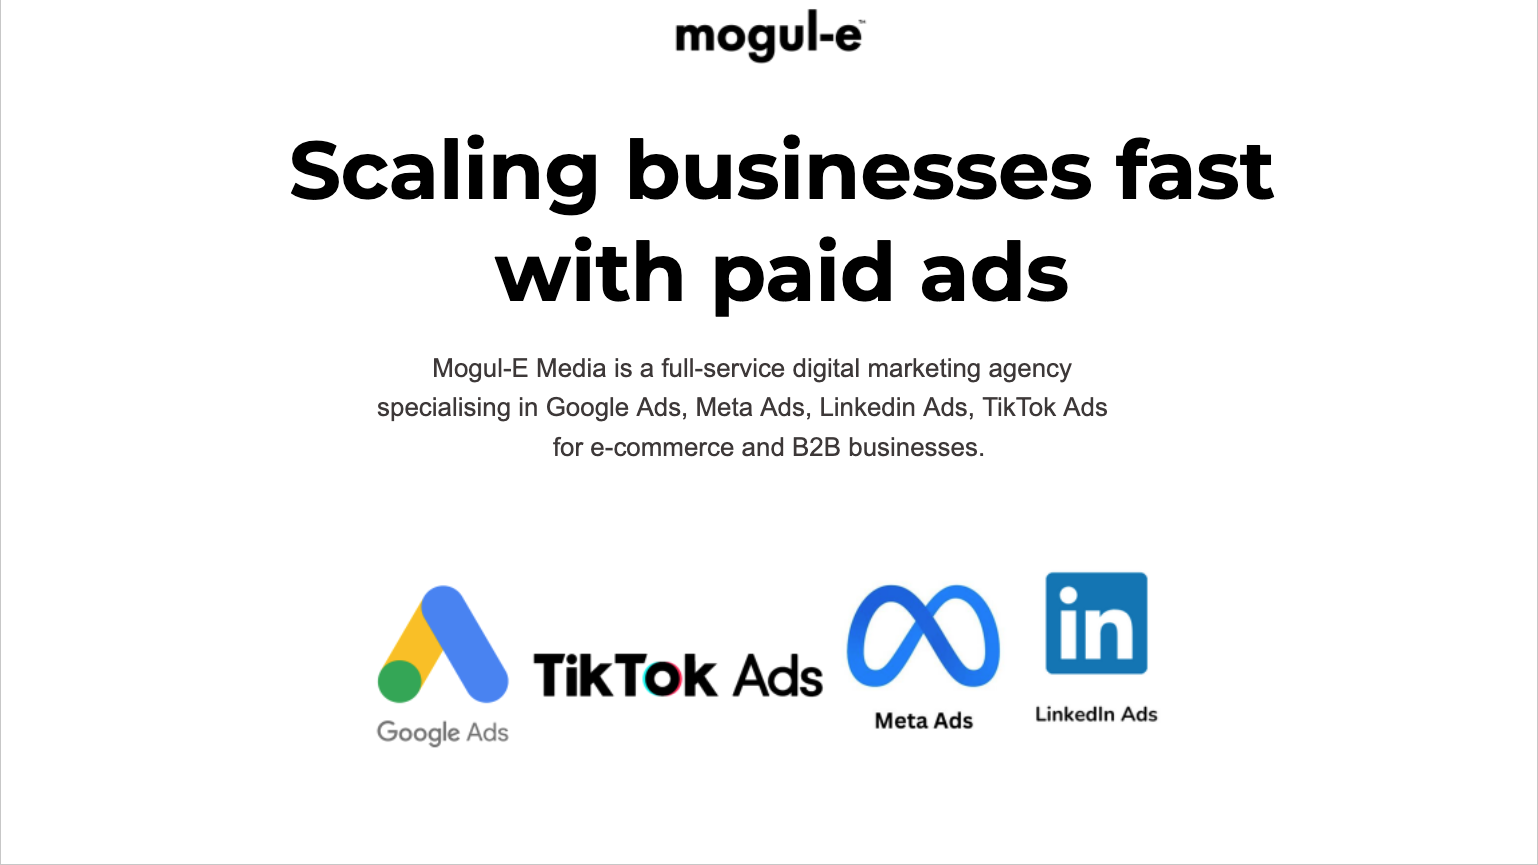 mogul-e™
Scaling businesses fast
with paid ads
Mogul-E Media is a full-service digital marketing agency
specialising in Google Ads, Meta Ads, Linkedin Ads, TikTok Ads
for e-commerce and B2B businesses.
in
TikTok Ads
Google Ads
Meta Ads
LinkedIn Ads